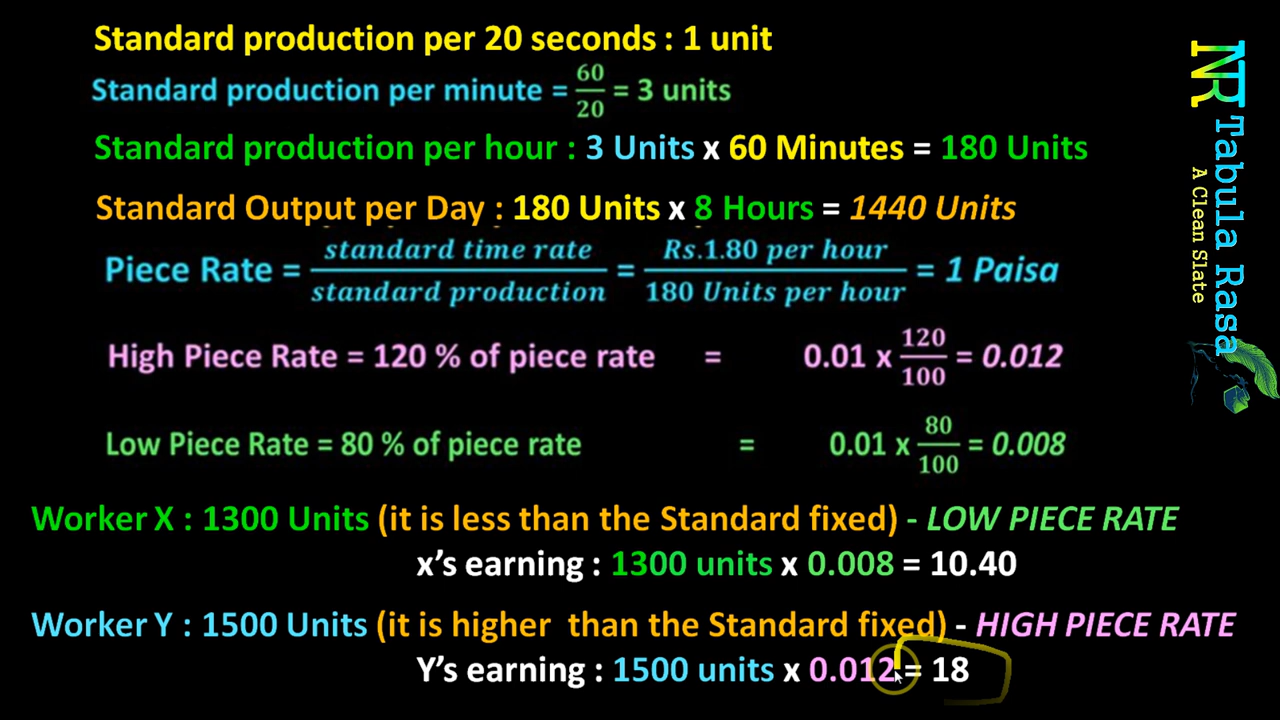 Standard production per 20 seconds : 1 unit
Standard production per minute = 60/20 = 3 units
Standard production per hour : 3 Units x 60 Minutes = 180 Units
Standard Output per Day : 180 Units x 8 Hours = 1440 Units
Piece Rate = standard time rate / standard production = Rs.1.80 per hour / 180 Units per hour = 1 Paisa
High Piece Rate = 120 % of piece rate = 0.01 x 120/100 = 0.012
Low Piece Rate = 80 % of piece rate = 0.01 x 80/100 = 0.008
Worker X : 1300 Units (it is less than the Standard fixed) - LOW PIECE RATE
x’s earning : 1300 units x 0.008 = 10.40
Worker Y : 1500 Units (it is higher than the Standard fixed) - HIGH PIECE RATE
Y’s earning : 1500 units x 0.012 = 18
NR
Tabula Rasa
A Clean Slate